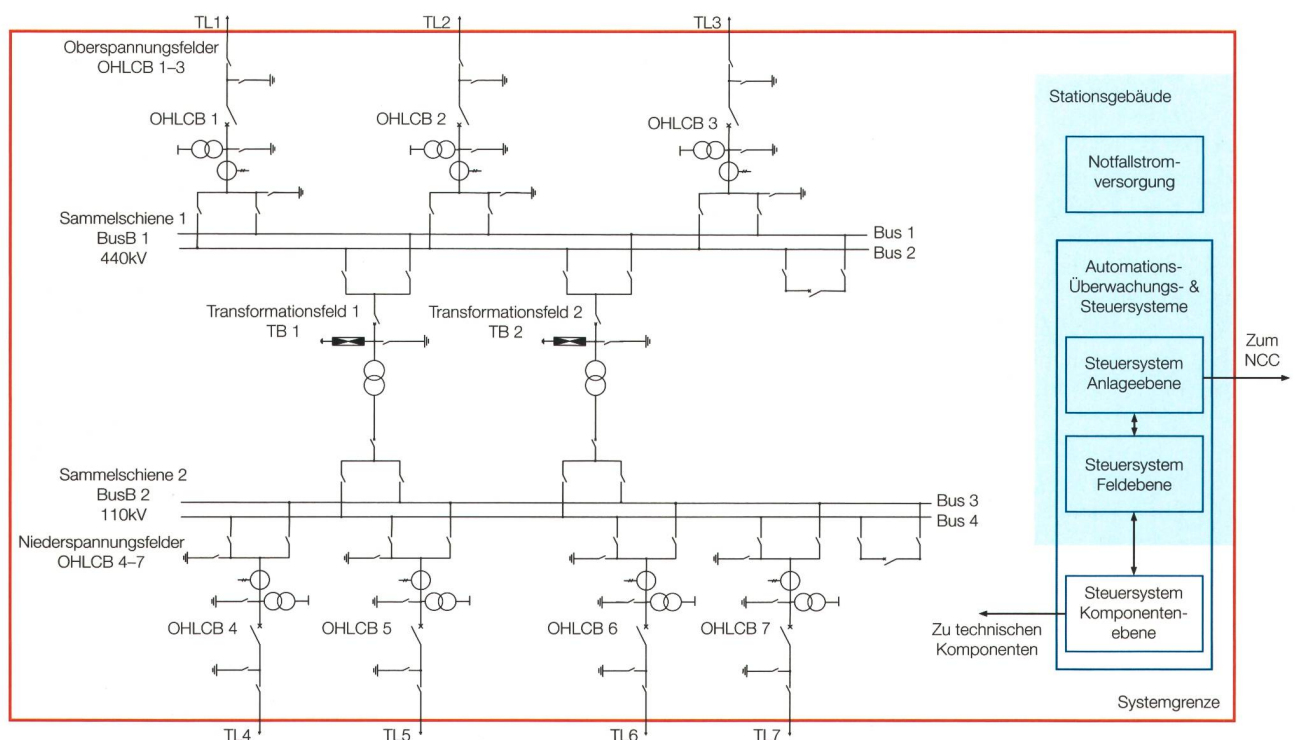 TL1
TL2
TL3
Oberspannungsfelder
OHLCB 1–3
OHLCB 1
OHLCB 2
OHLCB 3
Sammelschiene 1
BusB 1
440kV
Bus 1
Bus 2
Transformationsfeld 1
TB 1
Transformationsfeld 2
TB 2
Sammelschiene 2
BusB 2
110kV
Bus 3
Bus 4
Niederspannungsfelder
OHLCB 4–7
OHLCB 4
OHLCB 5
OHLCB 6
OHLCB 7
TL4
TL5
TL6
TL7
Stationsgebäude
Notfallstrom-
versorgung
Automations-
Überwachungs- &
Steuersysteme
Steuersystem
Anlageebene
Zum
NCC
Steuersystem
Feldebene
Steuersystem
Komponenten-
ebene
Zu technischen
Komponenten
Systemgrenze